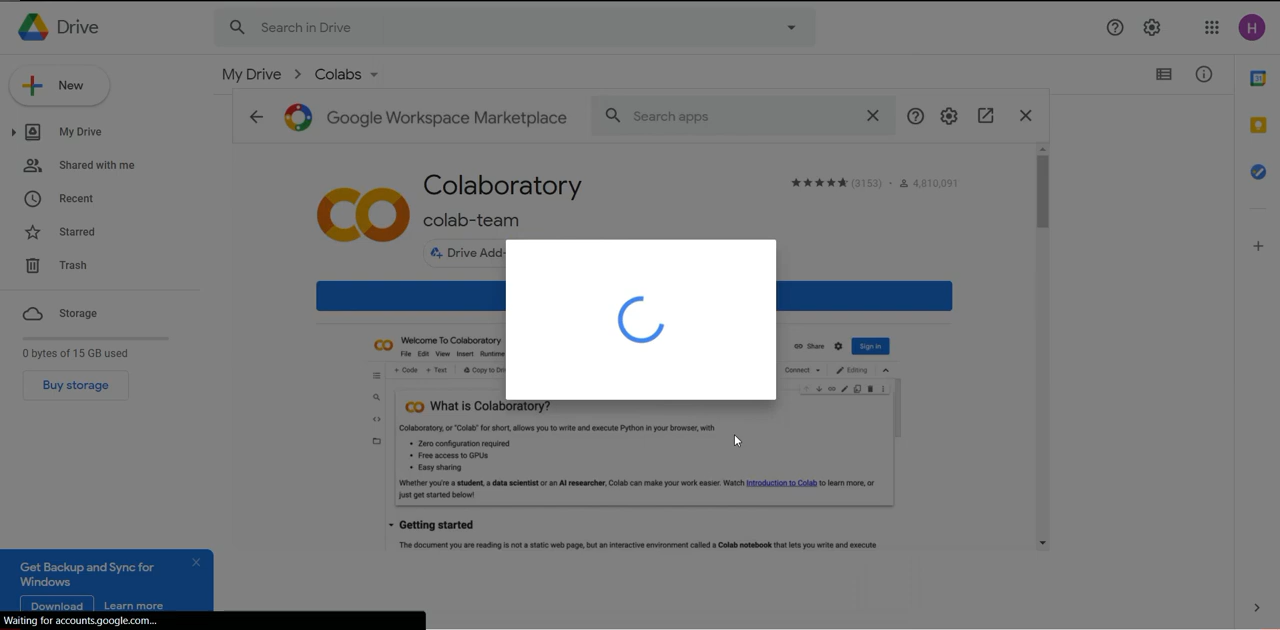 Drive
Search in Drive
H
New
My Drive
Colabs
My Drive
Shared with me
Recent
Starred
Trash
Storage
0 bytes of 15 GB used
Buy storage
Google Workspace Marketplace
Search apps
Colaboratory
colab-team
(3153)
4,810,091
Drive Add-
Welcome To Colaboratory
File Edit View Insert Runtime
Share
Sign in
+ Code + Text
Connect
Editing
What is Colaboratory?
Colaboratory, or "Colab" for short, allows you to write and execute Python in your browser, with
• Zero configuration required
• Free access to GPUs
• Easy sharing
Whether you're a student, a data scientist or an AI researcher, Colab can make your work easier. Watch Introduction to Colab to learn more, or
just get started below!
Getting started
The document you are reading is not a static web page, but an interactive environment called a Colab notebook that lets you write and execute
Get Backup and Sync for
Windows
Download
Learn more
Waiting for accounts.google.com...